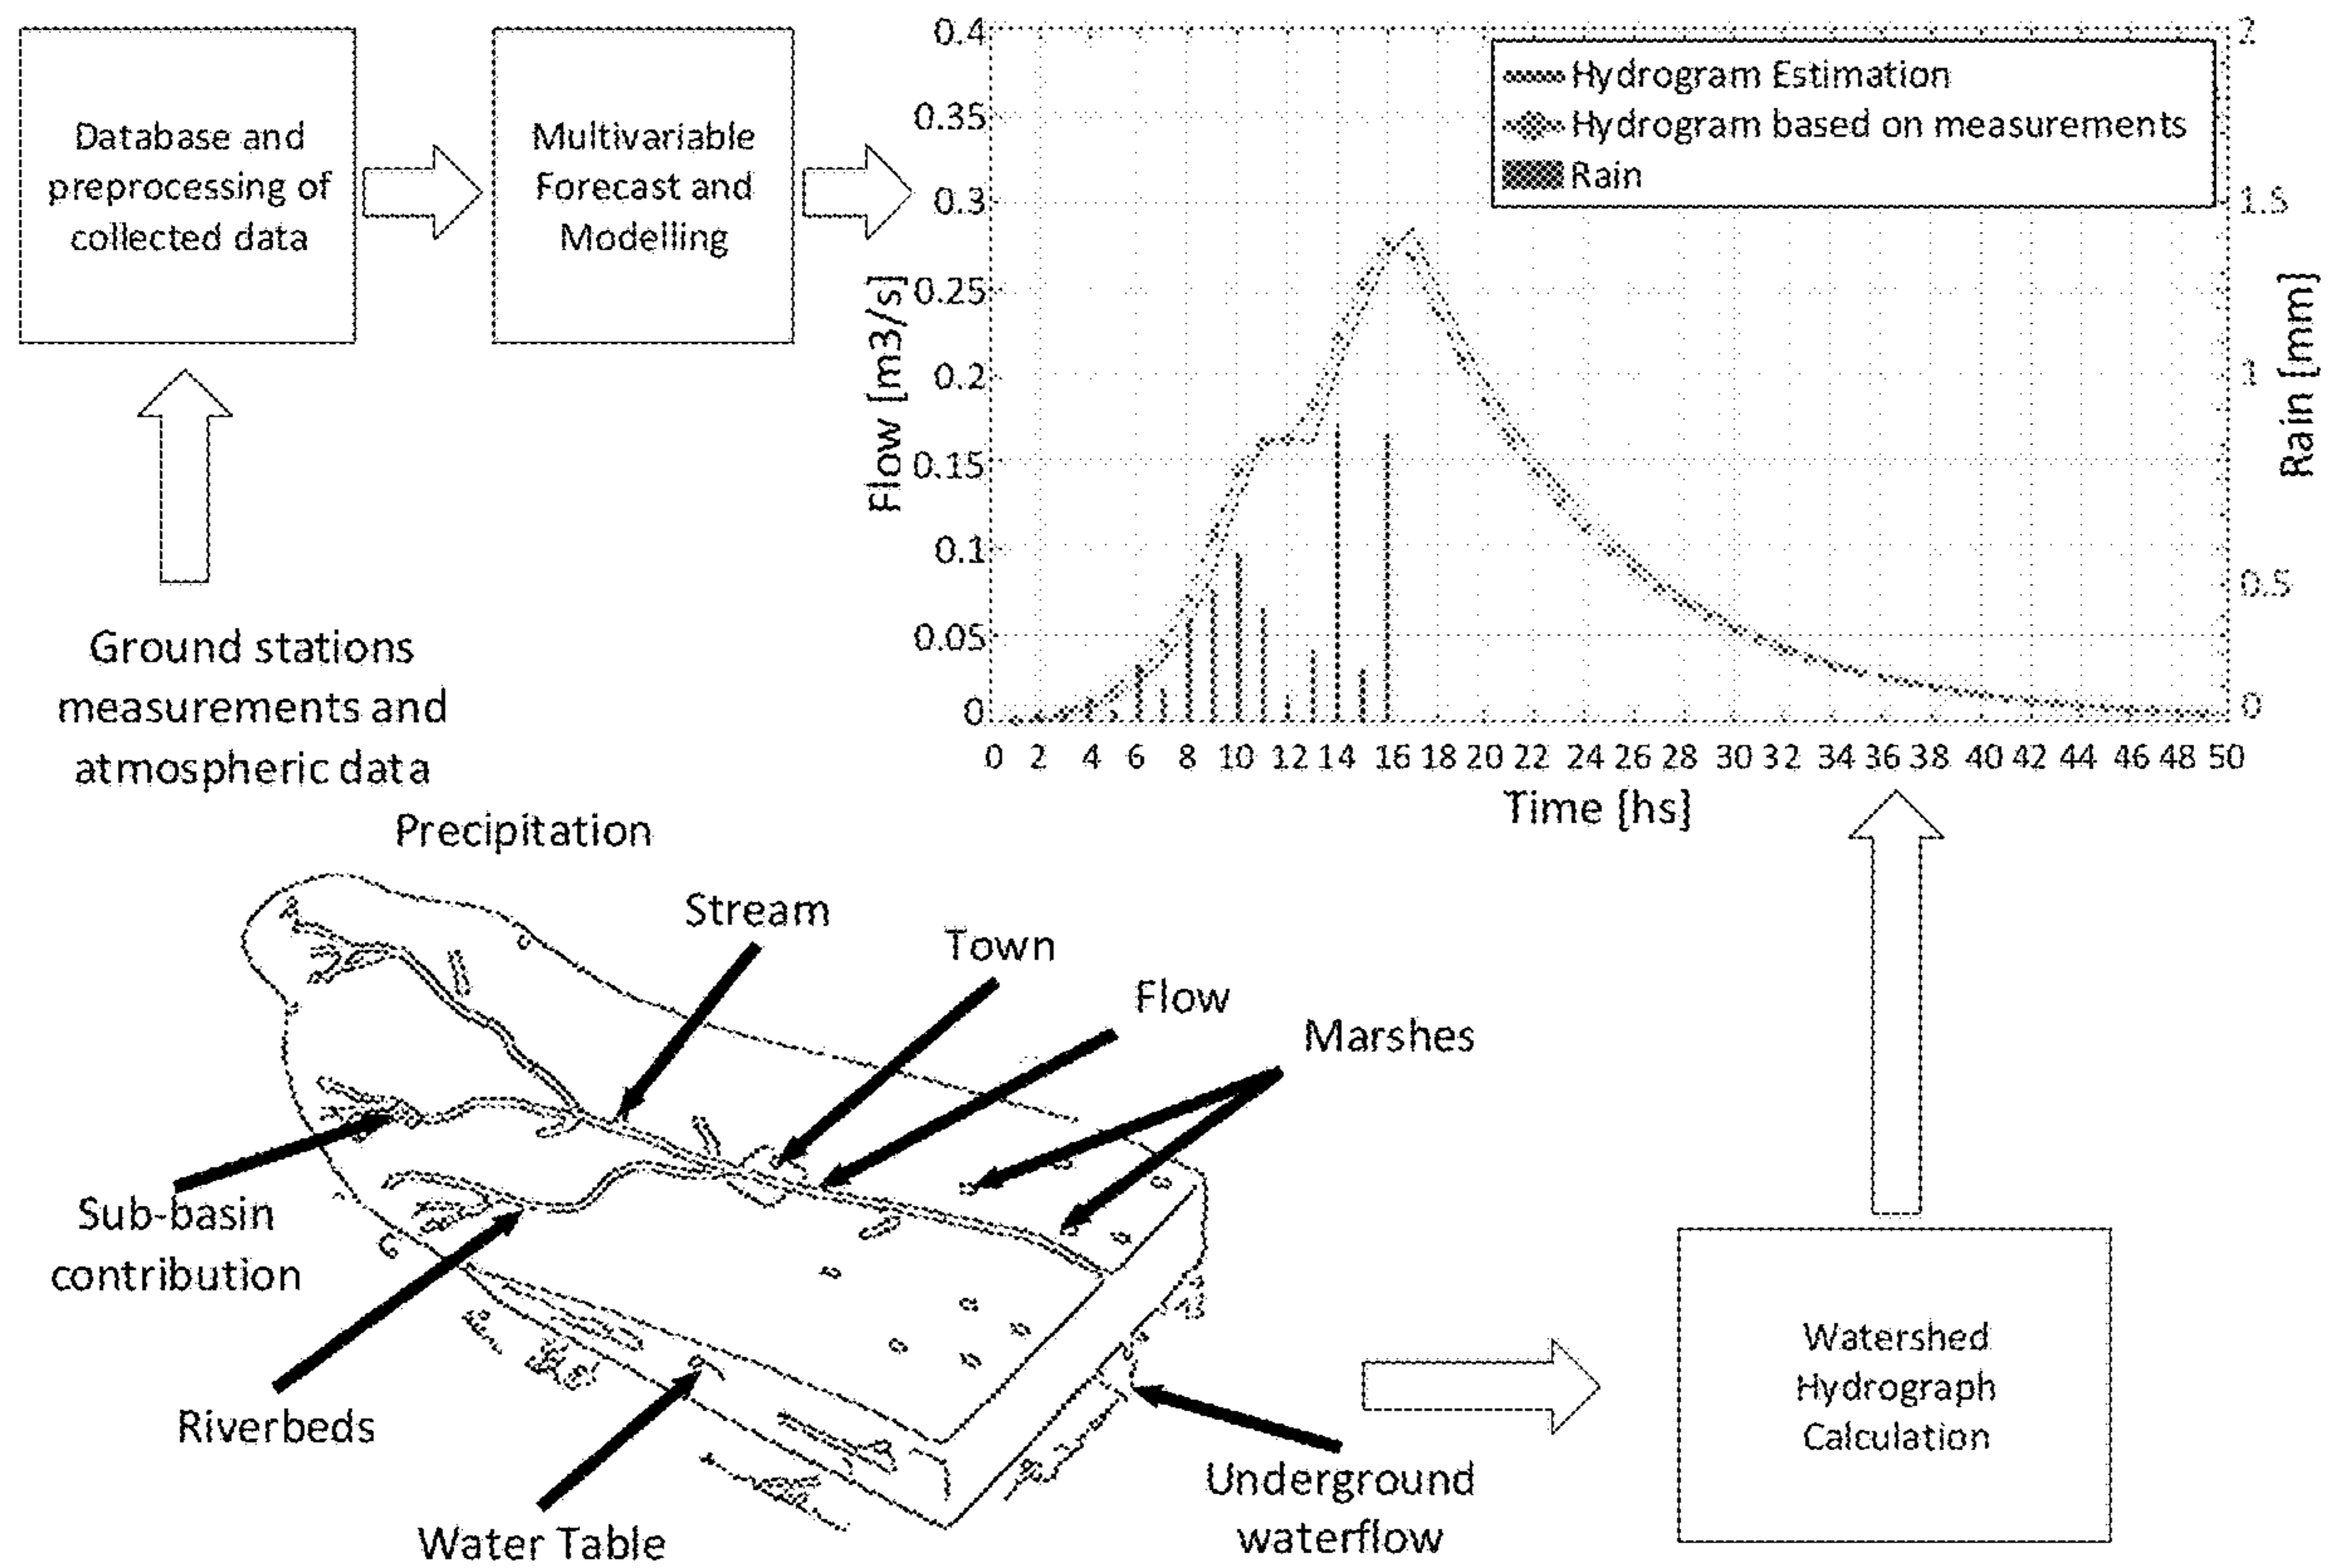 Database and
preprocessing of
collected data
Multivariable
Forecast and
Modelling
Ground stations
measurements and
atmospheric data
0.4
0.35
0.3
0.25
0.2
0.15
0.1
0.05
0
Flow [m3/s]
Hydrogram Estimation
Hydrogram based on measurements
Rain
2
1.5
1
0.5
0
Rain [mm]
0 2 4 6 8 10 12 14 16 18 20 22 24 26 28 30 32 34 36 38 40 42 44 46 48 50
Time [hs]
Precipitation
Stream
Town
Flow
Marshes
Sub-basin
contribution
Riverbeds
Water Table
Underground
waterflow
Watershed
Hydrograph
Calculation